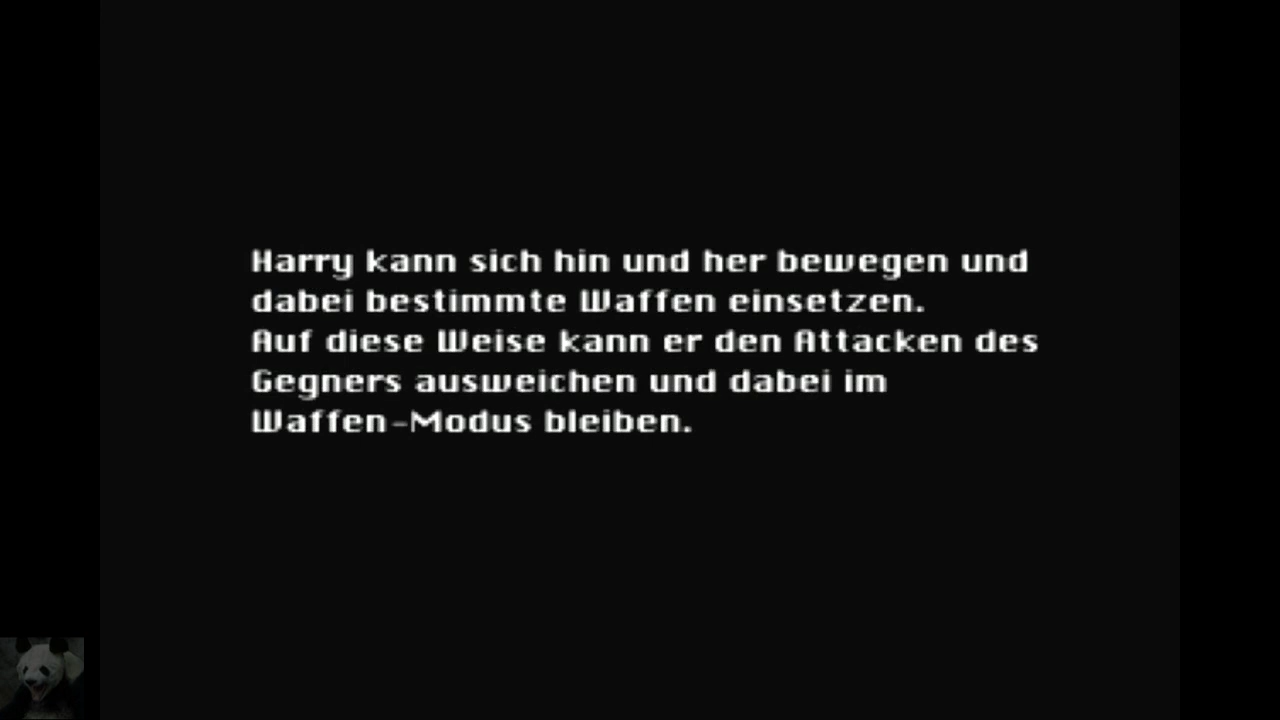 Harry kann sich hin und her bewegen und
dabei bestimmte Waffen einsetzen.
Auf diese Weise kann er den Attacken des
Gegners ausweichen und dabei im
Waffen-Modus bleiben.